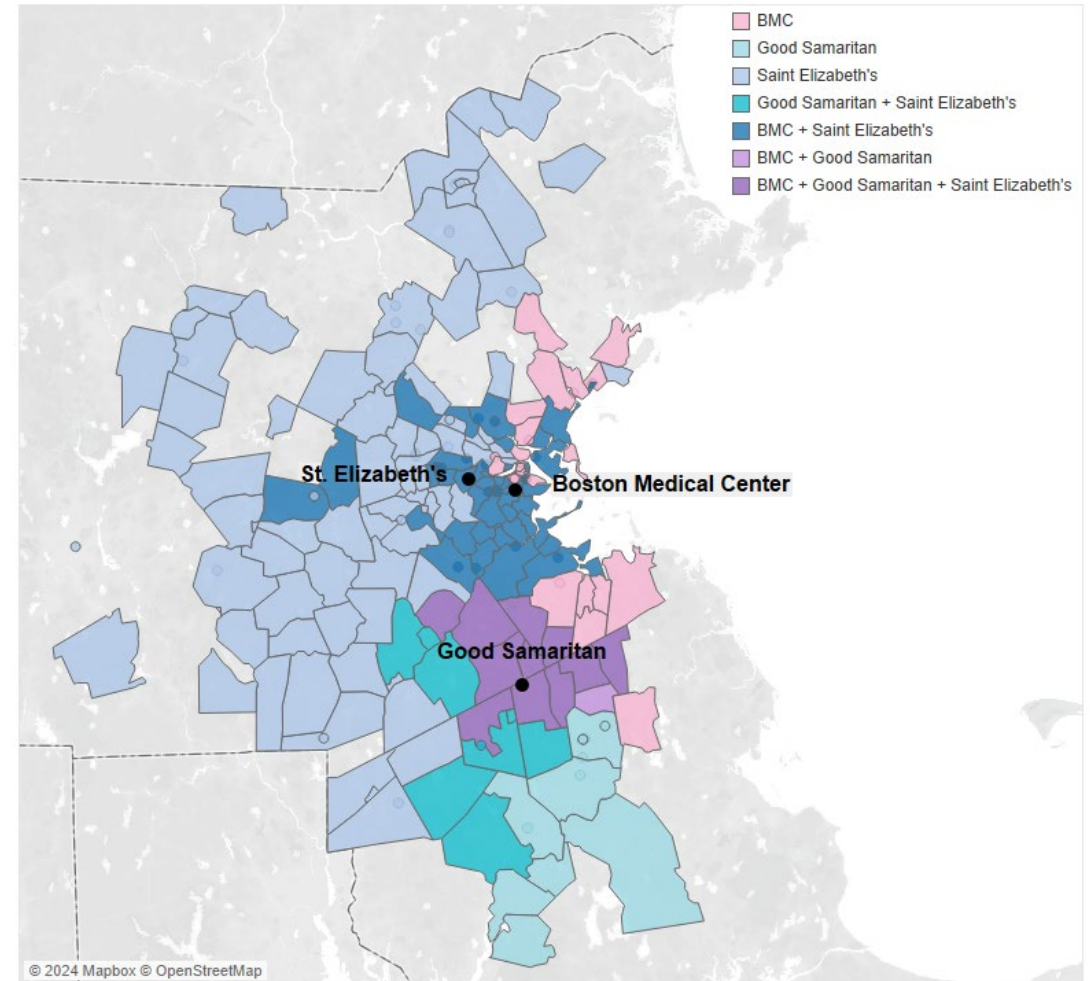 BMC
Good Samaritan
Saint Elizabeth's
Good Samaritan + Saint Elizabeth's
BMC + Saint Elizabeth's
BMC + Good Samaritan
BMC + Good Samaritan + Saint Elizabeth's
St. Elizabeth's
Boston Medical Center
Good Samaritan
© 2024 Mapbox © OpenStreetMap